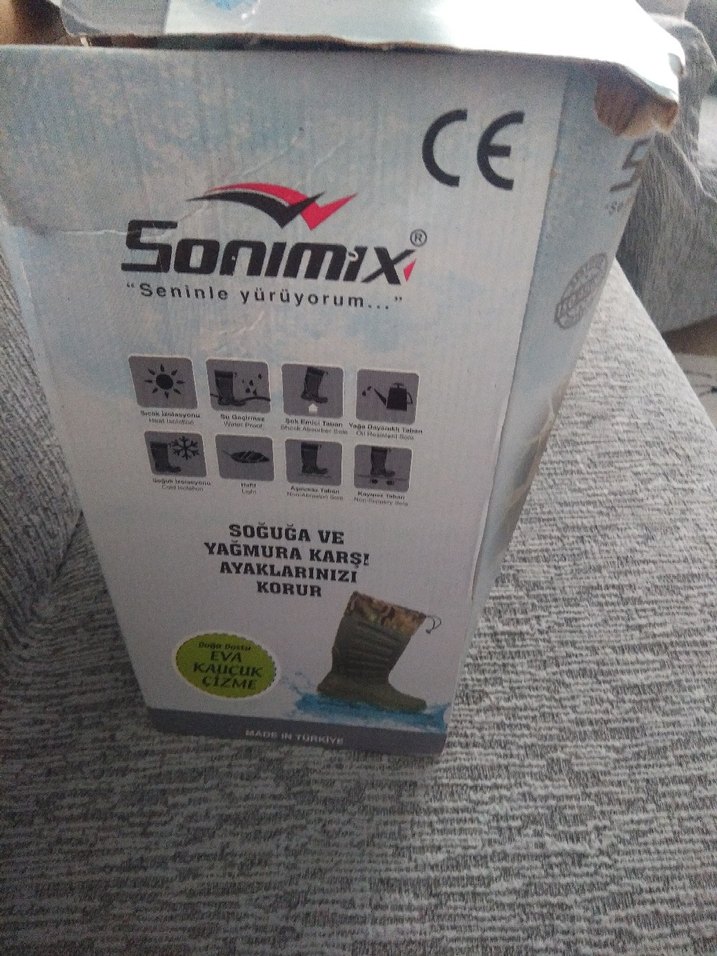 CE
SONIMIX®
"Seninle yürüyorum..."
Sıcak İzolasyonu
Heat Isolation
Su Geçirmez
Water Proof
Şok Emici Taban
Shock Absorber Sole
Yağa Dayanıklı Taban
Oil Resistant Sole
Soğuk İzolasyonu
Cold Isolation
Hafif
Light
Aşınmaz Taban
Non-Abrasion Sole
Kaymaz Taban
Non-Slippery Sole
SOĞUĞA VE
YAĞMURA KARŞI
AYAKLARINIZI
KORUR
Doğa Dostu
EVA
KAUÇUK
ÇİZME
MADE IN TÜRKİYE